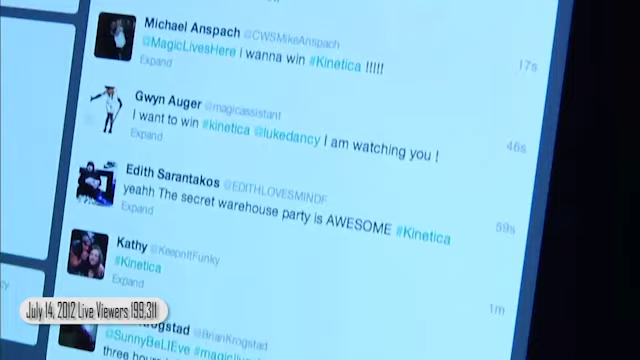 Michael Anspach @CWSMikeAnspach
17s
@MagicLivesHere I wanna win #Kinetica !!!!!
Expand
Gwyn Auger @magicassistant
46s
I want to win #kinetica @lukedancy I am watching you !
Expand
Edith Sarantakos @EDITHLOVESMINDF
59s
yeahh The secret warehouse party is AWESOME #Kinetica
Expand
Kathy @KeepnItFunky
1m
#Kinetica
Expand
July 14, 2012 Live Viewers 199,311
Krogstad @BrianKrogstad
@SunnyBeLIEve
three hour